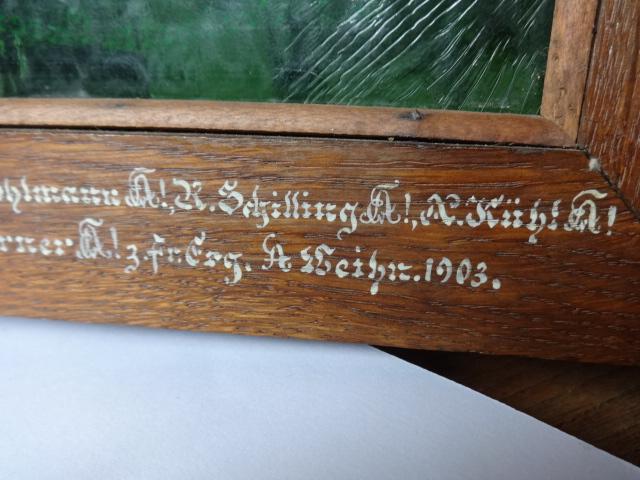 ohlmann !, R. Schilling !, R. Kühl !
rner ! z. fr. Erg. A Weihn. 1903.